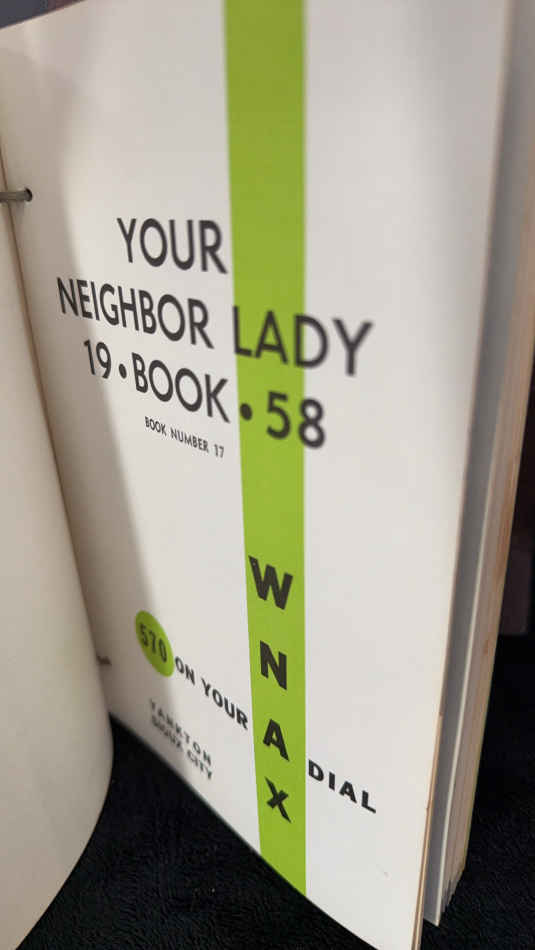 YOUR
NEIGHBOR LADY
19•BOOK•58
BOOK NUMBER 17
W
N
A
X
570 ON YOUR DIAL
YANKTON
SIOUX CITY